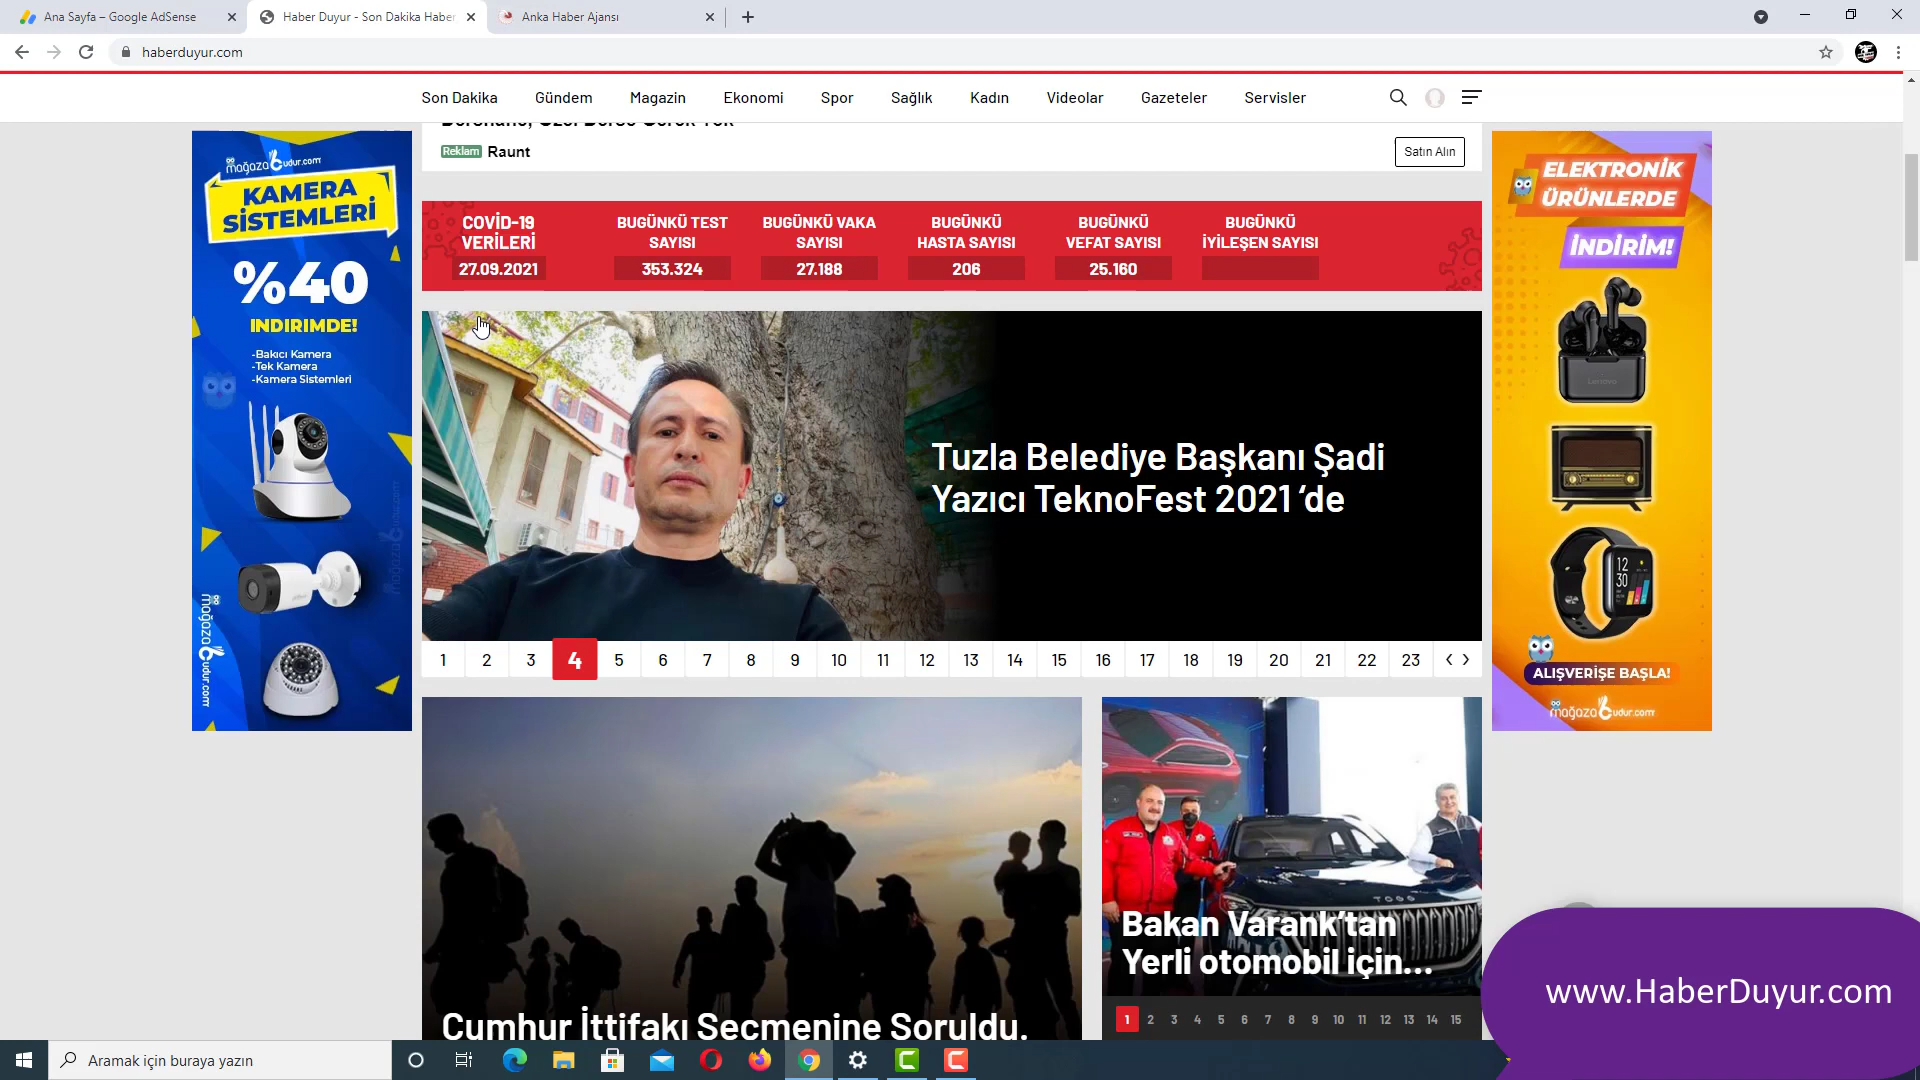 Ana Sayfa – Google AdSense
Haber Duyur - Son Dakika Haber
Anka Haber Ajansı
haberduyur.com
Son Dakika Gündem Magazin Ekonomi Spor Sağlık Kadın Videolar Gazeteler Servisler
Reklam Raunt
Satın Alın
COVİD-19
VERİLERİ
27.09.2021
BUGÜNKÜ TEST
SAYISI
353.324
BUGÜNKÜ VAKA
SAYISI
27.188
BUGÜNKÜ
HASTA SAYISI
206
BUGÜNKÜ
VEFAT SAYISI
25.160
BUGÜNKÜ
İYİLEŞEN SAYISI
mağazaBudur.com
KAMERA
SİSTEMLERİ
%40
INDIRIMDE!
-Bakıcı Kamera
-Tek Kamera
-Kamera Sistemleri
mağazaBudur.com
Tuzla Belediye Başkanı Şadi
Yazıcı TeknoFest 2021 ‘de
1 2 3 4 5 6 7 8 9 10 11 12 13 14 15 16 17 18 19 20 21 22 23
ELEKTRONİK
ÜRÜNLERDE
İNDİRİM!
Lenovo
12
30
ALIŞVERİŞE BAŞLA!
mağazaBudur.com
Cumhur İttifakı Seçmenine Soruldu.
TOGG
Bakan Varank’tan
Yerli otomobil için...
1 2 3 4 5 6 7 8 9 10 11 12 13 14 15
www.HaberDuyur.com
Aramak için buraya yazın